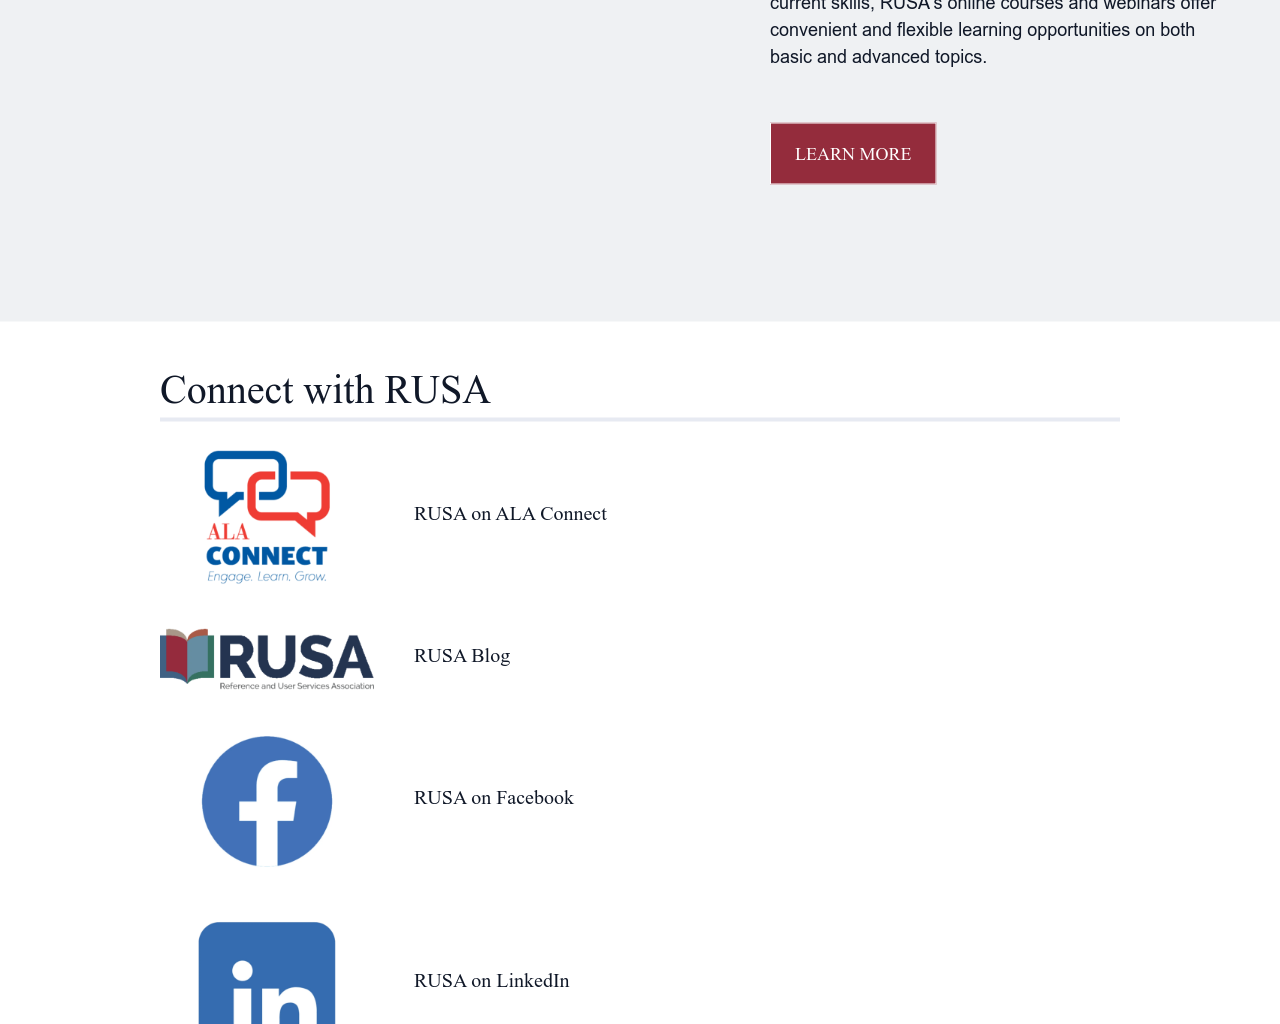 current skills, RUSA's online courses and webinars offer
convenient and flexible learning opportunities on both
basic and advanced topics.
LEARN MORE
Connect with RUSA
ALA
CONNECT
Engage. Learn. Grow.
RUSA on ALA Connect
RUSA
Reference and User Services Association
RUSA Blog
f
RUSA on Facebook
in
RUSA on LinkedIn